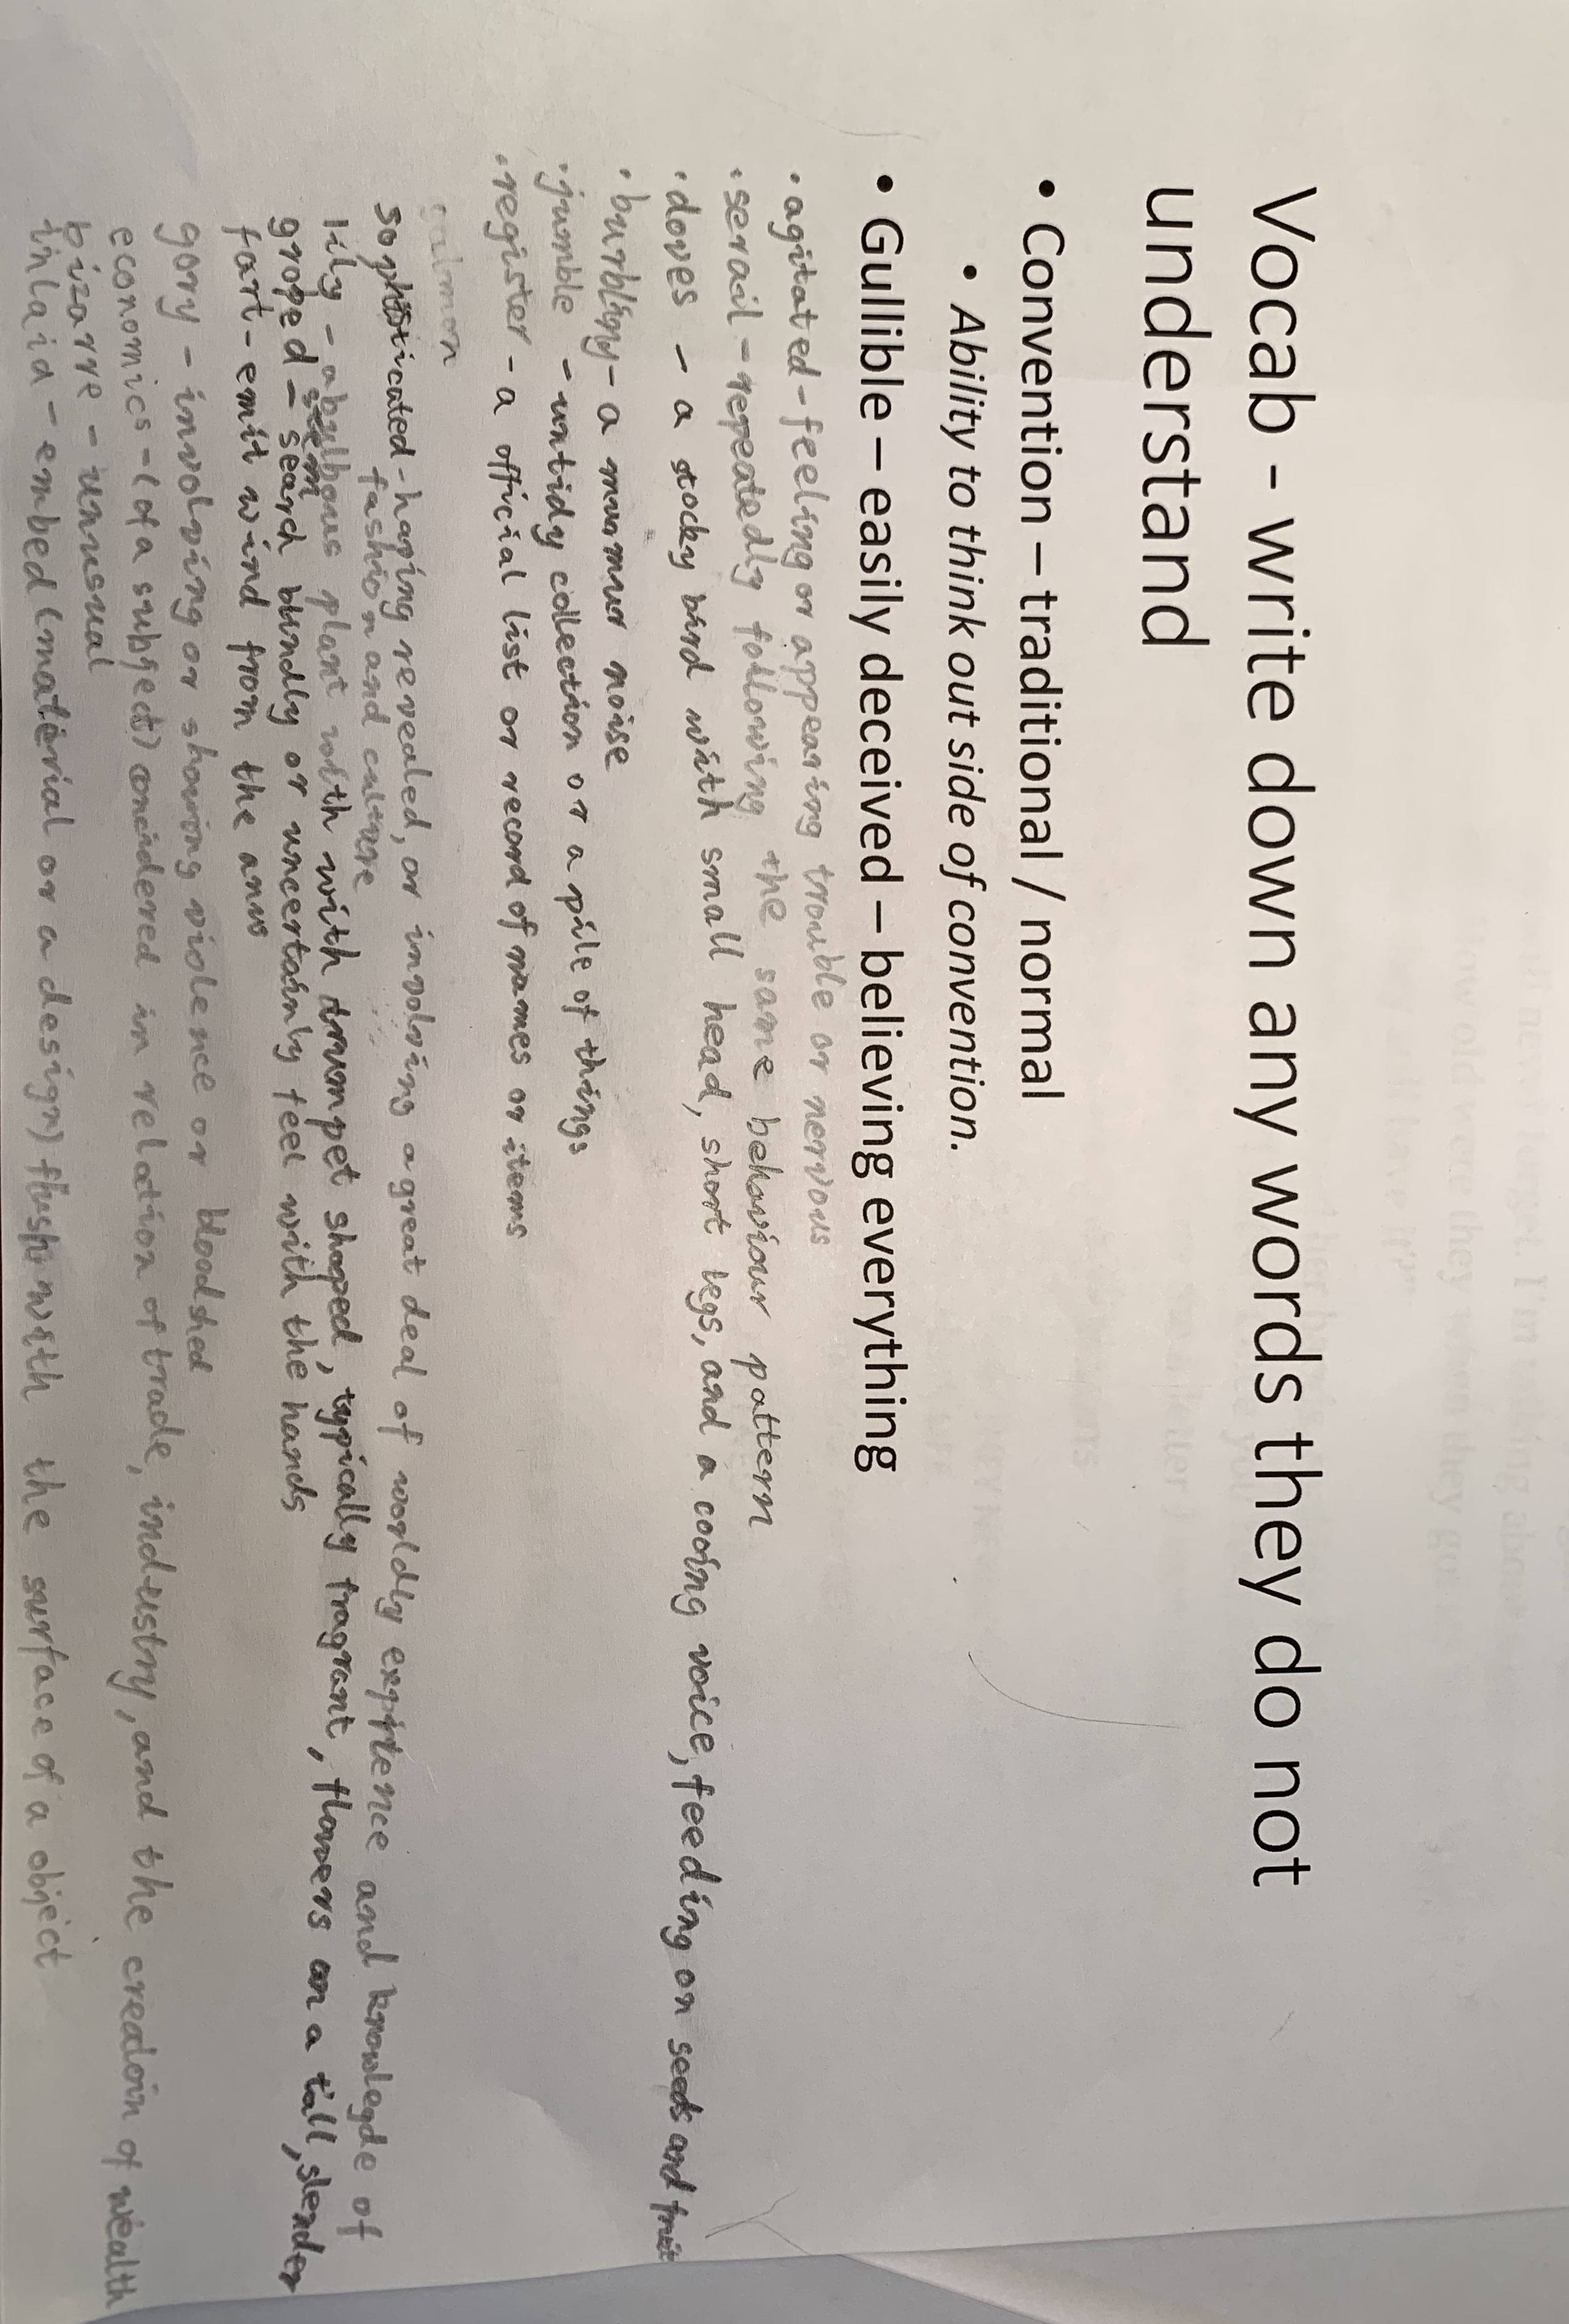 Vocab - write down any words they do not
understand
• Convention – traditional / normal
• Ability to think out side of convention.
• Gullible – easily deceived – believing everything
• agitated - feeling or appearing trouble or nervous
• serail - repeatedly following the same behaviour pattern
• doves - a stocky bird with small head, short legs, and a cooing voice, feeding on seeds and fruit
• burbling - a murmur noise
• jumble - untidy collection or a pile of things
• register - a official list or record of names or items
salmon
sophisticated - haping revealed, or involving a great deal of worldly exprience and knowlegde of
fashion and culture
lily - a bulbous plant with with trumpet shaped, typically fragrant, flowers on a tall, slender
stem
groped - search blindly or uncertainly feel with the hands
fart - emit wind from the anus
gory - involving or showing violence or bloodshed
economics - (of a subject) concidered in relation of trade, industry, and the creatoin of wealth
bizarre - unusual
inlaid - embed (material or a design) flush with the surface of a object